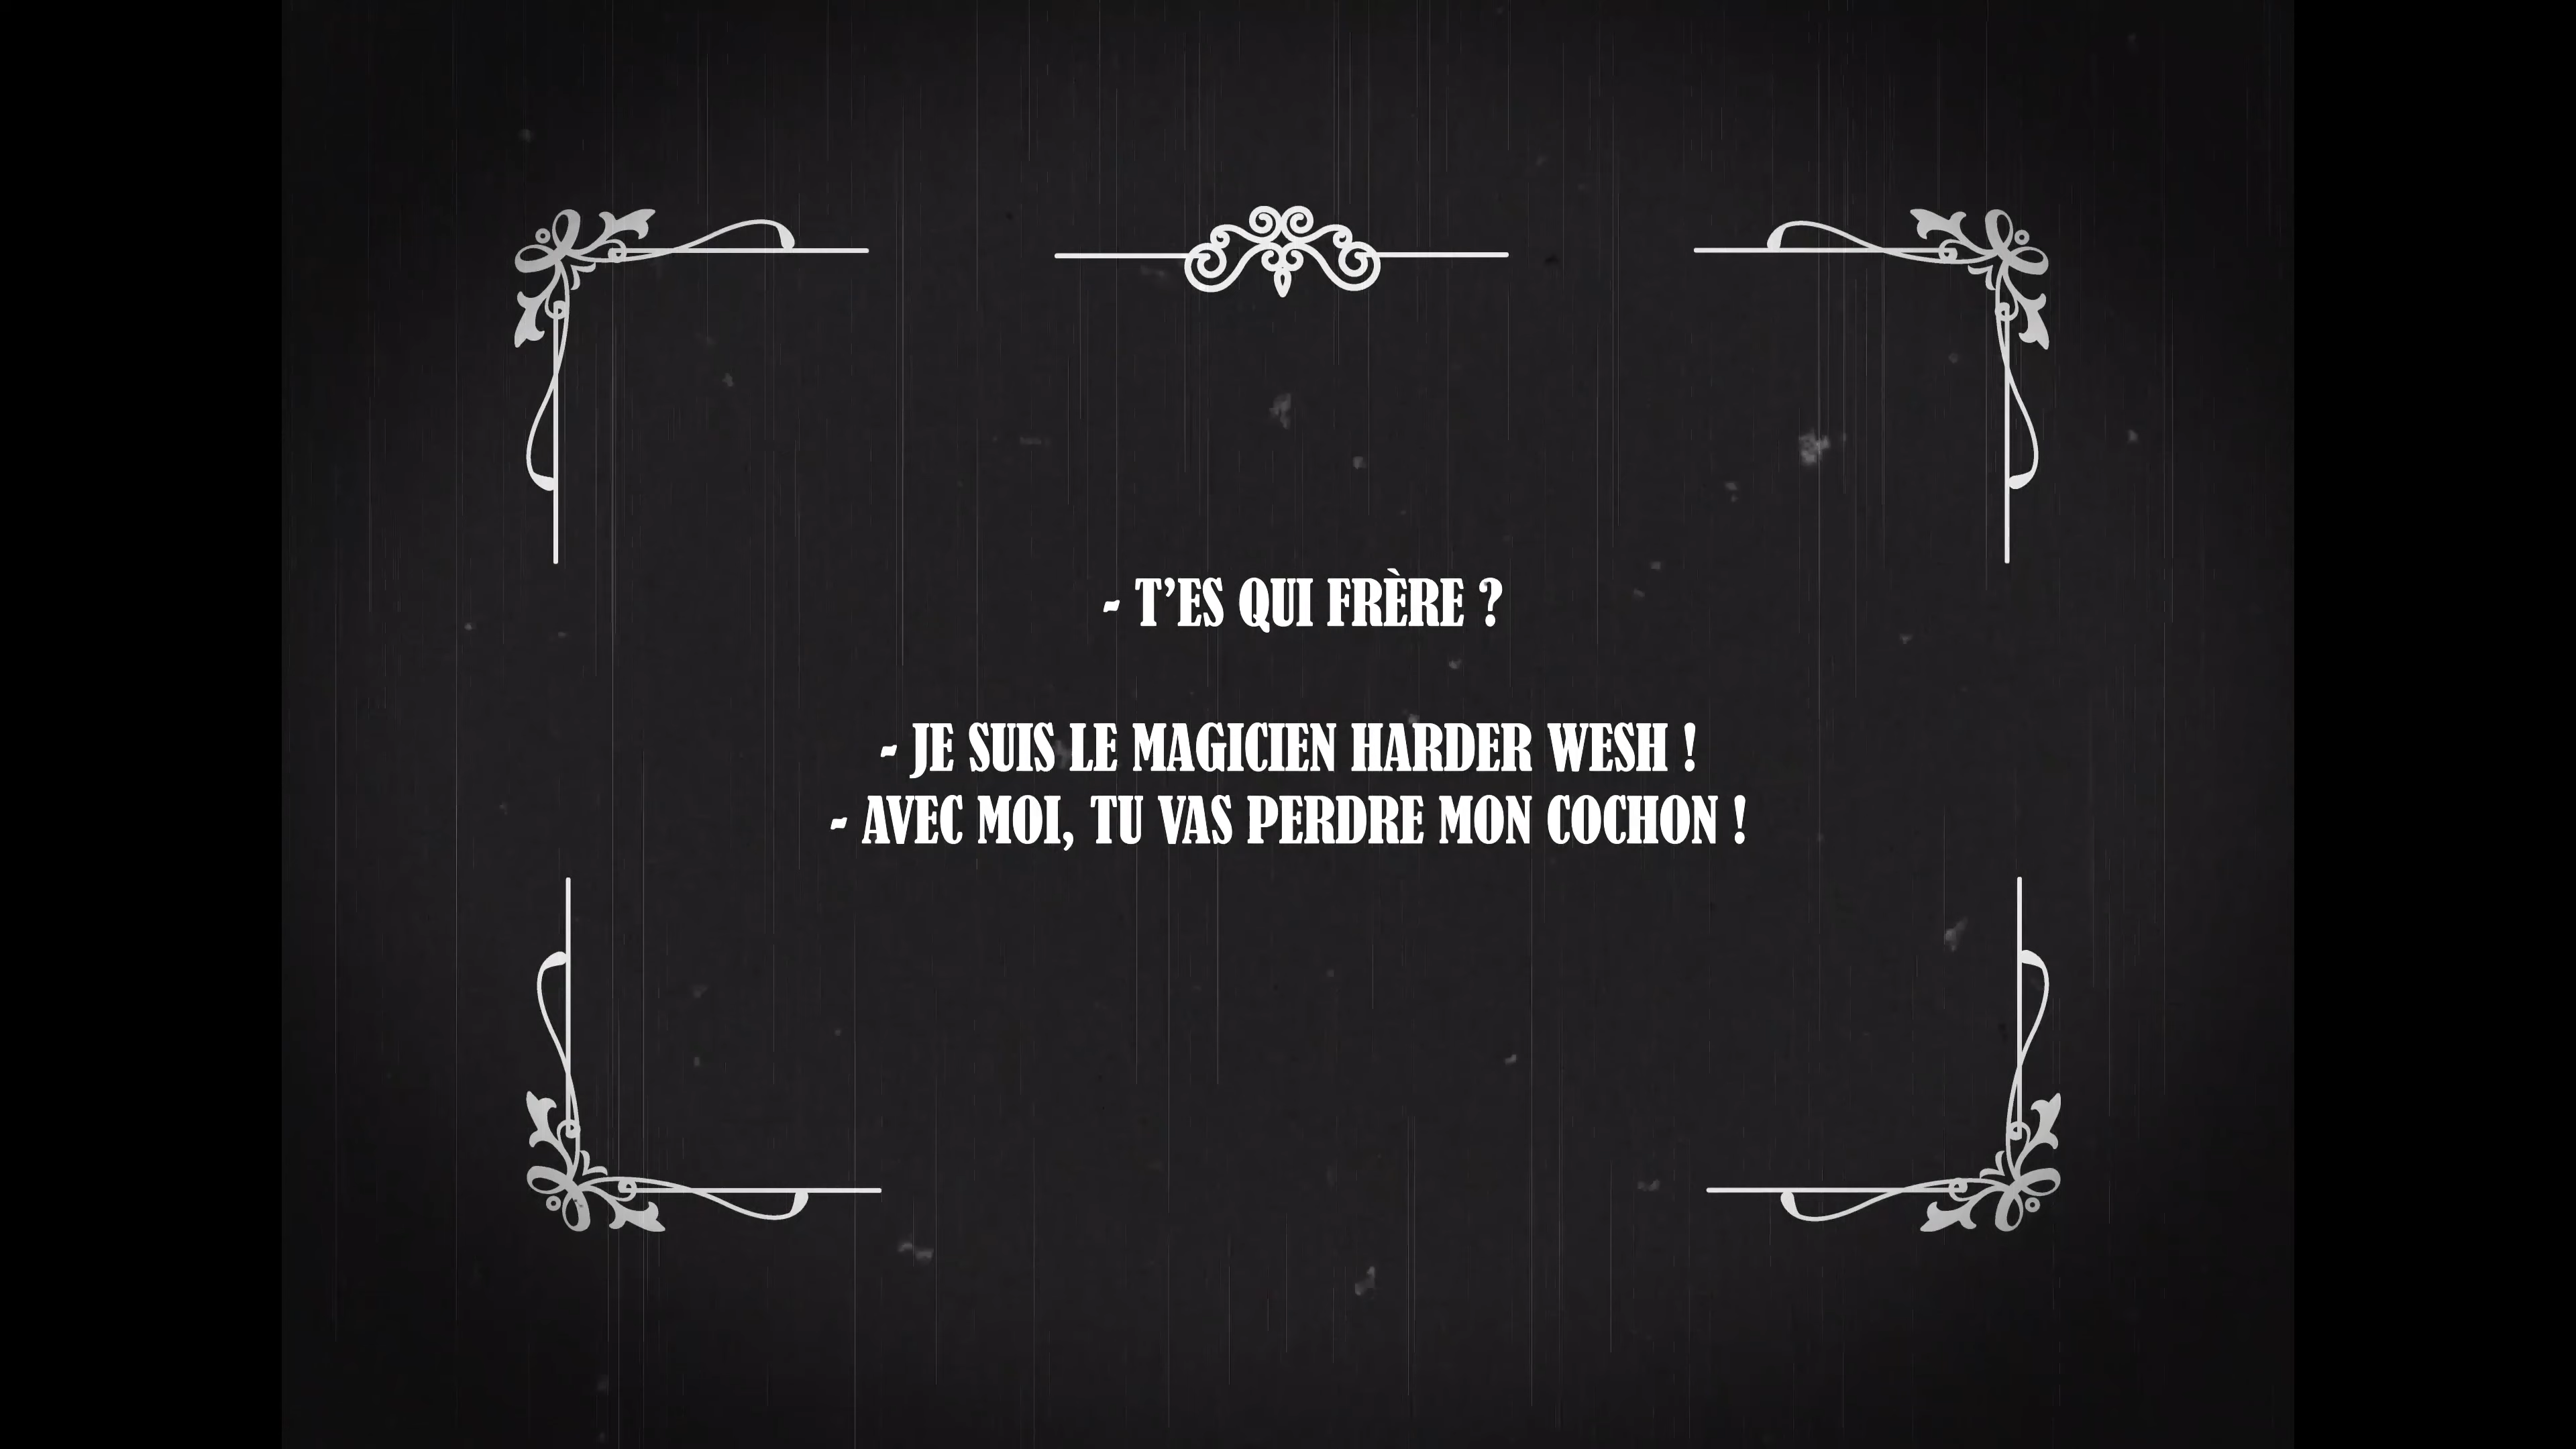 - T'ES QUI FRÈRE ?
- JE SUIS LE MAGICIEN HARDER WESH !
- AVEC MOI, TU VAS PERDRE MON COCHON !